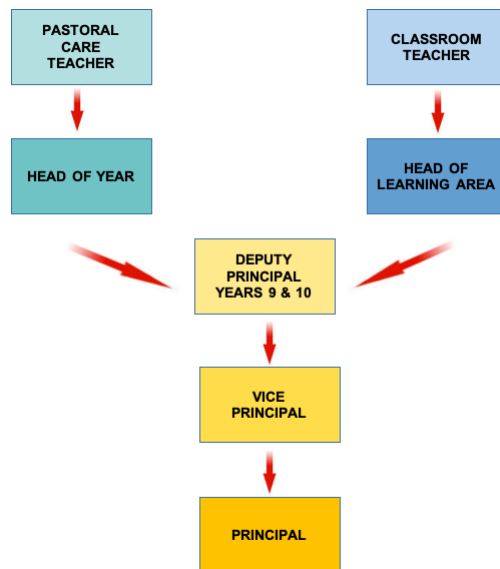 PASTORAL
CARE
TEACHER
CLASSROOM
TEACHER
HEAD OF YEAR
HEAD OF
LEARNING AREA
DEPUTY
PRINCIPAL
YEARS 9 & 10
VICE
PRINCIPAL
PRINCIPAL